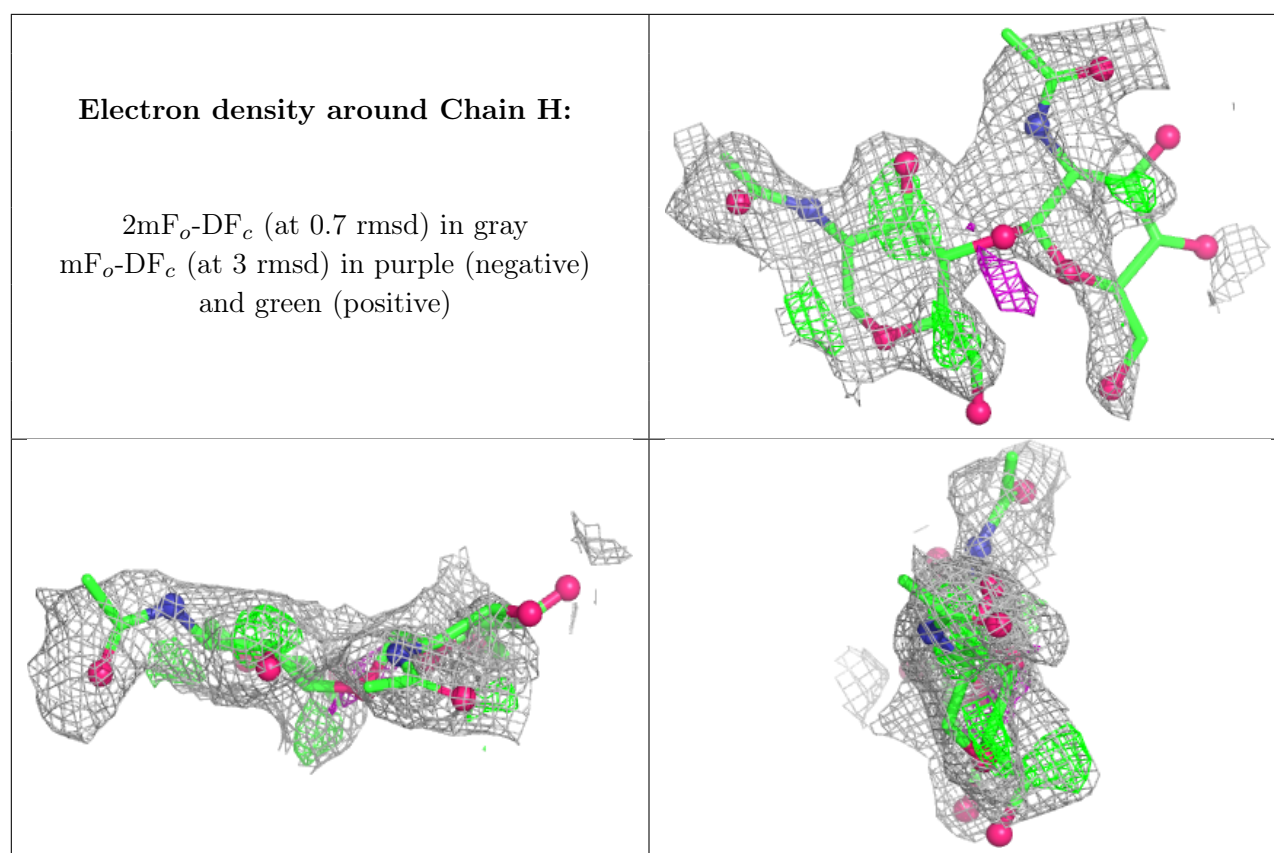 Electron density around Chain H:
2mFo-DFc (at 0.7 rmsd) in gray
mFo-DFc (at 3 rmsd) in purple (negative)
and green (positive)